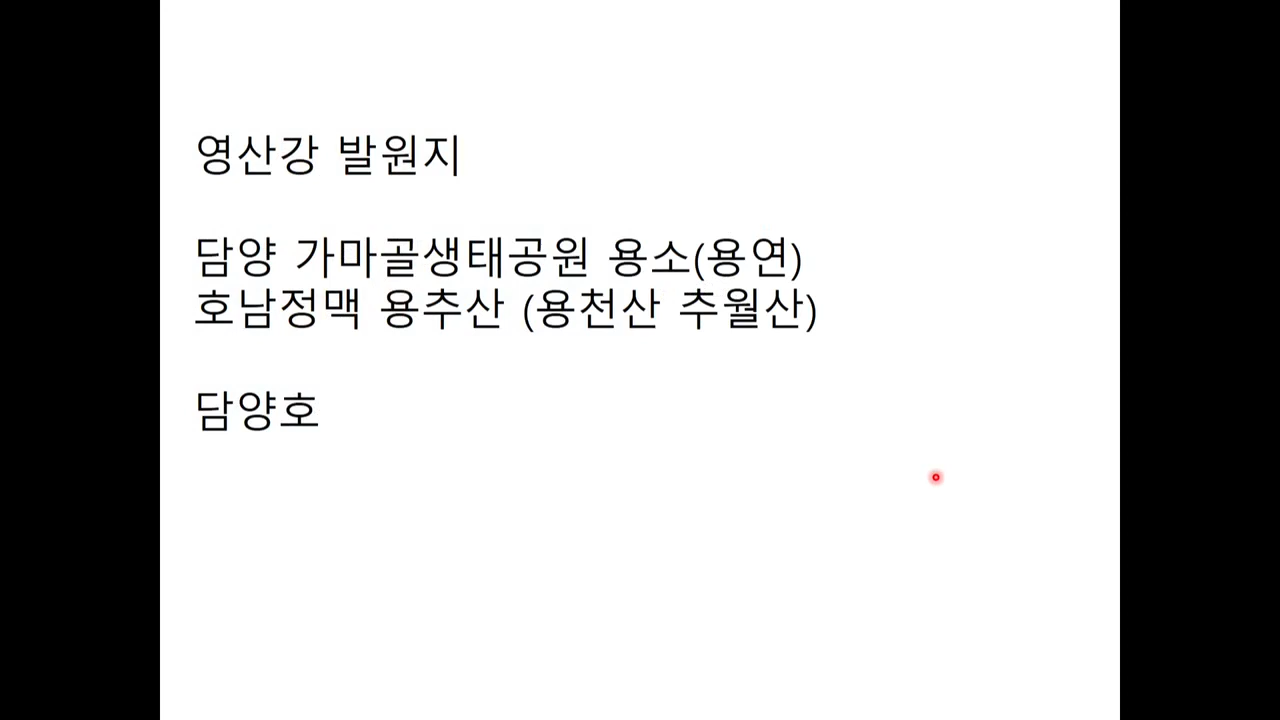 영산강 발원지
담양 가마골생태공원 용소(용연)
호남정맥 용추산 (용천산 추월산)
담양호